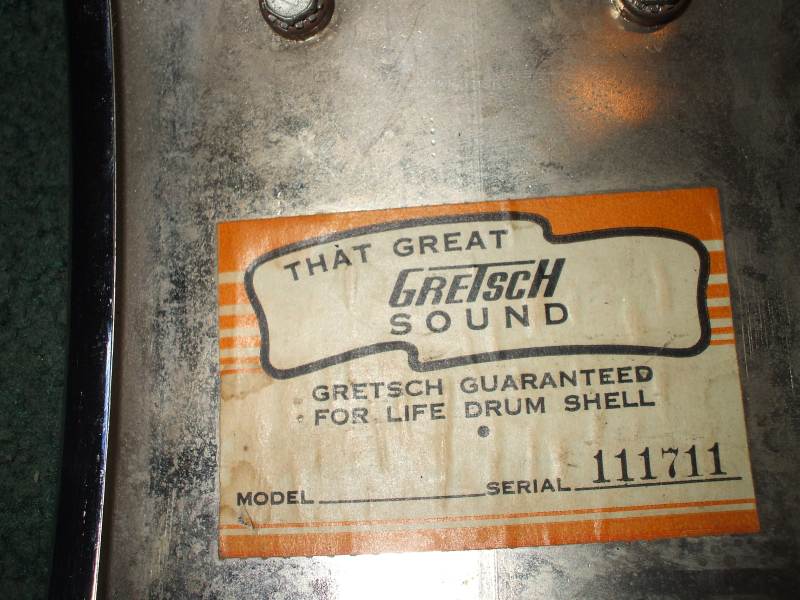 THAT GREAT
GRETSCH
SOUND
GRETSCH GUARANTEED
FOR LIFE DRUM SHELL
MODEL SERIAL 111711